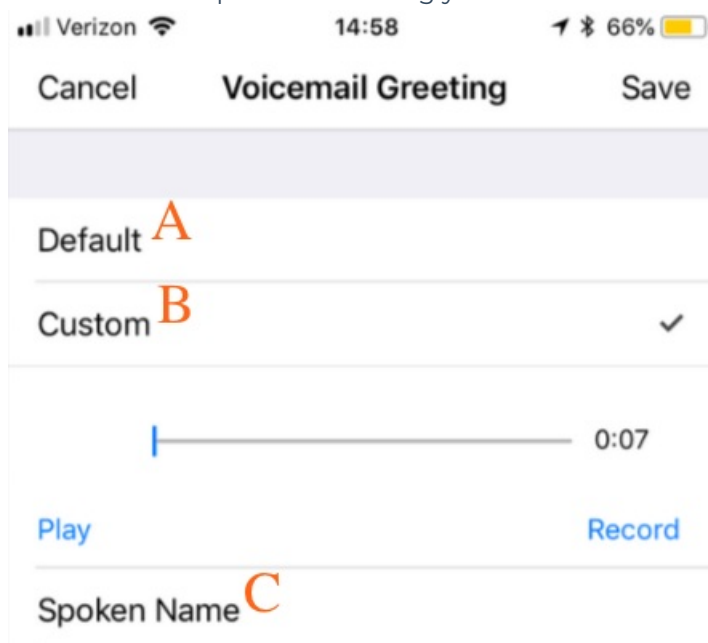 Verizon 14:58 66%
Cancel Voicemail Greeting Save
Default A
Custom B
0:07
Play Record
Spoken Name C